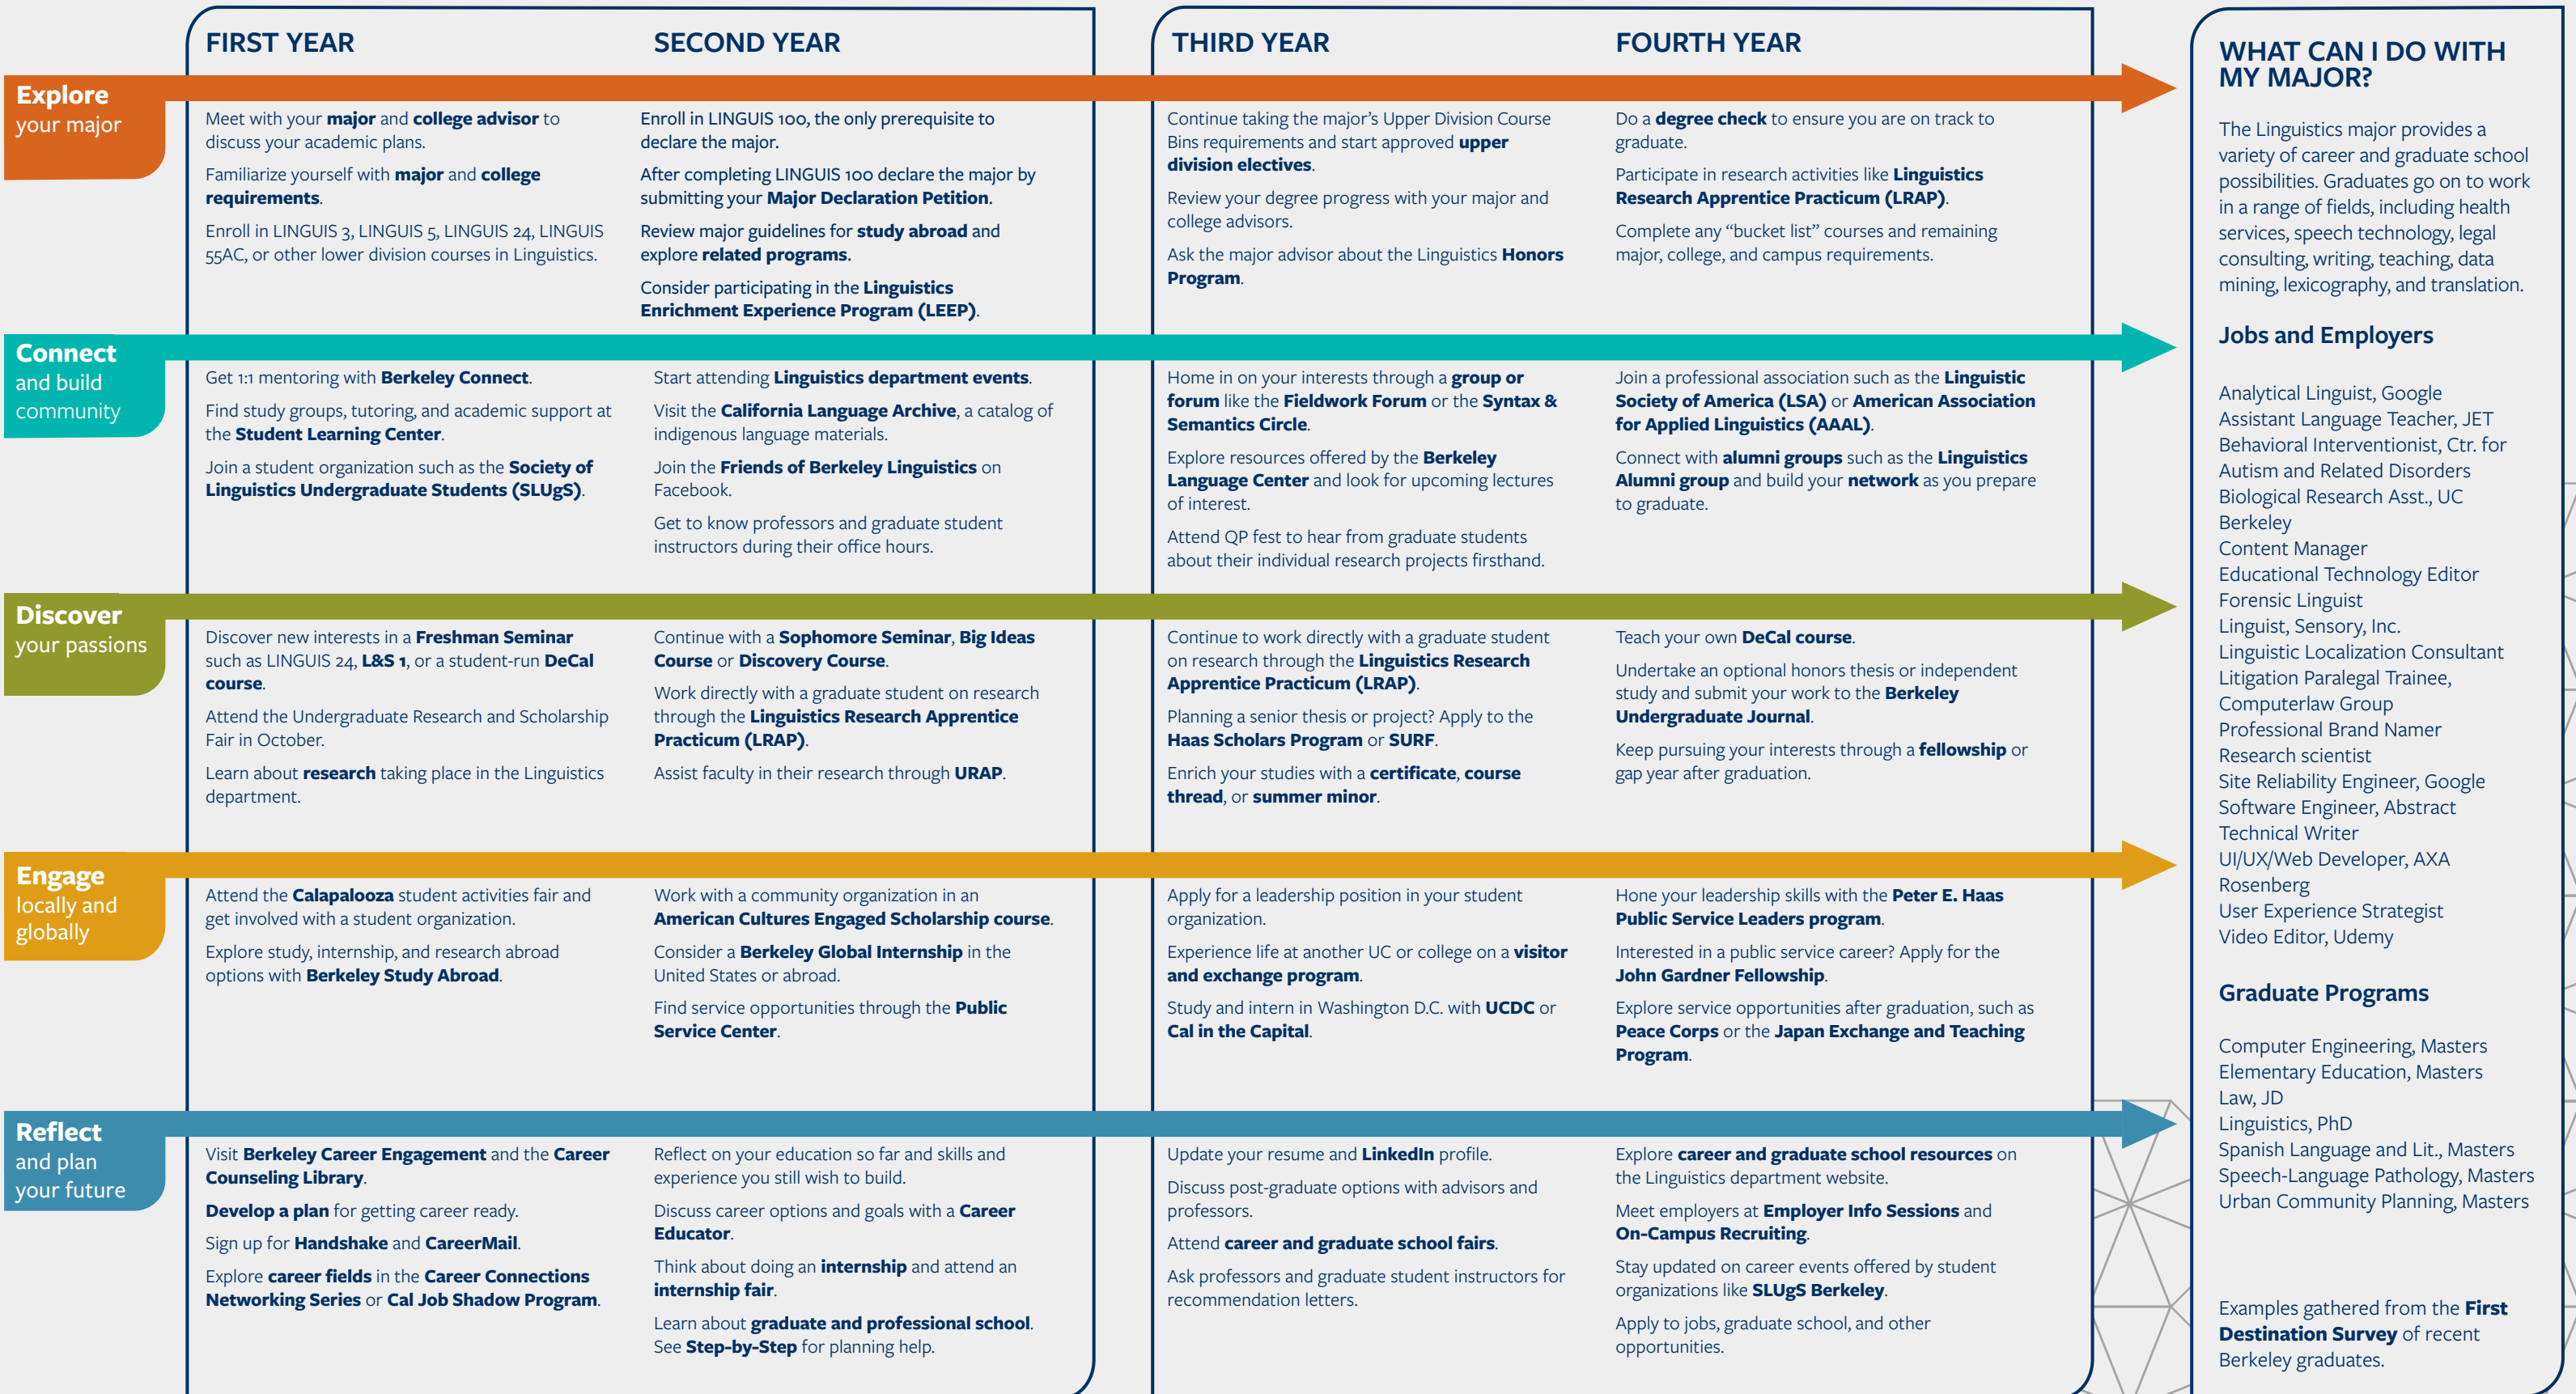 FIRST YEAR
SECOND YEAR
THIRD YEAR
FOURTH YEAR
Explore
your major
Meet with your major and college advisor to
discuss your academic plans.
Familiarize yourself with major and college
requirements.
Enroll in LINGUIS 3, LINGUIS 5, LINGUIS 24, LINGUIS
55AC, or other lower division courses in Linguistics.
Enroll in LINGUIS 100, the only prerequisite to
declare the major.
After completing LINGUIS 100 declare the major by
submitting your Major Declaration Petition.
Review major guidelines for study abroad and
explore related programs.
Consider participating in the Linguistics
Enrichment Experience Program (LEEP).
Continue taking the major's Upper Division Course
Bins requirements and start approved upper
division electives.
Review your degree progress with your major and
college advisors.
Ask the major advisor about the Linguistics Honors
Program.
Do a degree check to ensure you are on track to
graduate.
Participate in research activities like Linguistics
Research Apprentice Practicum (LRAP).
Complete any “bucket list” courses and remaining
major, college, and campus requirements.
Connect
and build
community
Get 1:1 mentoring with Berkeley Connect.
Find study groups, tutoring, and academic support at
the Student Learning Center.
Join a student organization such as the Society of
Linguistics Undergraduate Students (SLUgS).
Start attending Linguistics department events.
Visit the California Language Archive, a catalog of
indigenous language materials.
Join the Friends of Berkeley Linguistics on
Facebook.
Get to know professors and graduate student
instructors during their office hours.
Home in on your interests through a group or
forum like the Fieldwork Forum or the Syntax &
Semantics Circle.
Explore resources offered by the Berkeley
Language Center and look for upcoming lectures
of interest.
Attend QP fest to hear from graduate students
about their individual research projects firsthand.
Join a professional association such as the Linguistic
Society of America (LSA) or American Association
for Applied Linguistics (AAAL).
Connect with alumni groups such as the Linguistics
Alumni group and build your network as you prepare
to graduate.
Discover
your passions
Discover new interests in a Freshman Seminar
such as LINGUIS 24, L&S 1, or a student-run DeCal
course.
Attend the Undergraduate Research and Scholarship
Fair in October.
Learn about research taking place in the Linguistics
department.
Continue with a Sophomore Seminar, Big Ideas
Course or Discovery Course.
Work directly with a graduate student on research
through the Linguistics Research Apprentice
Practicum (LRAP).
Assist faculty in their research through URAP.
Continue to work directly with a graduate student
on research through the Linguistics Research
Apprentice Practicum (LRAP).
Planning a senior thesis or project? Apply to the
Haas Scholars Program or SURF.
Enrich your studies with a certificate, course
thread, or summer minor.
Teach your own DeCal course.
Undertake an optional honors thesis or independent
study and submit your work to the Berkeley
Undergraduate Journal.
Keep pursuing your interests through a fellowship or
gap year after graduation.
Engage
locally and
globally
Attend the Calapalooza student activities fair and
get involved with a student organization.
Explore study, internship, and research abroad
options with Berkeley Study Abroad.
Work with a community organization in an
American Cultures Engaged Scholarship course.
Consider a Berkeley Global Internship in the
United States or abroad.
Find service opportunities through the Public
Service Center.
Apply for a leadership position in your student
organization.
Experience life at another UC or college on a visitor
and exchange program.
Study and intern in Washington D.C. with UCDC or
Cal in the Capital.
Hone your leadership skills with the Peter E. Haas
Public Service Leaders program.
Interested in a public service career? Apply for the
John Gardner Fellowship.
Explore service opportunities after graduation, such as
Peace Corps or the Japan Exchange and Teaching
Program.
Reflect
and plan
your future
Visit Berkeley Career Engagement and the Career
Counseling Library.
Develop a plan for getting career ready.
Sign up for Handshake and CareerMail.
Explore career fields in the Career Connections
Networking Series or Cal Job Shadow Program.
Reflect on your education so far and skills and
experience you still wish to build.
Discuss career options and goals with a Career
Educator.
Think about doing an internship and attend an
internship fair.
Learn about graduate and professional school.
See Step-by-Step for planning help.
Update your resume and LinkedIn profile.
Discuss post-graduate options with advisors and
professors.
Attend career and graduate school fairs.
Ask professors and graduate student instructors for
recommendation letters.
Explore career and graduate school resources on
the Linguistics department website.
Meet employers at Employer Info Sessions and
On-Campus Recruiting.
Stay updated on career events offered by student
organizations like SLUgS Berkeley.
Apply to jobs, graduate school, and other
opportunities.
WHAT CAN I DO WITH
MY MAJOR?
The Linguistics major provides a
variety of career and graduate school
possibilities. Graduates go on to work
in a range of fields, including health
services, speech technology, legal
consulting, writing, teaching, data
mining, lexicography, and translation.
Jobs and Employers
Analytical Linguist, Google
Assistant Language Teacher, JET
Behavioral Interventionist, Ctr. for
Autism and Related Disorders
Biological Research Asst., UC
Berkeley
Content Manager
Educational Technology Editor
Forensic Linguist
Linguist, Sensory, Inc.
Linguistic Localization Consultant
Litigation Paralegal Trainee,
Computerlaw Group
Professional Brand Namer
Research scientist
Site Reliability Engineer, Google
Software Engineer, Abstract
Technical Writer
UI/UX/Web Developer, AXA
Rosenberg
User Experience Strategist
Video Editor, Udemy
Graduate Programs
Computer Engineering, Masters
Elementary Education, Masters
Law, JD
Linguistics, PhD
Spanish Language and Lit., Masters
Speech-Language Pathology, Masters
Urban Community Planning, Masters
Examples gathered from the First
Destination Survey of recent
Berkeley graduates.